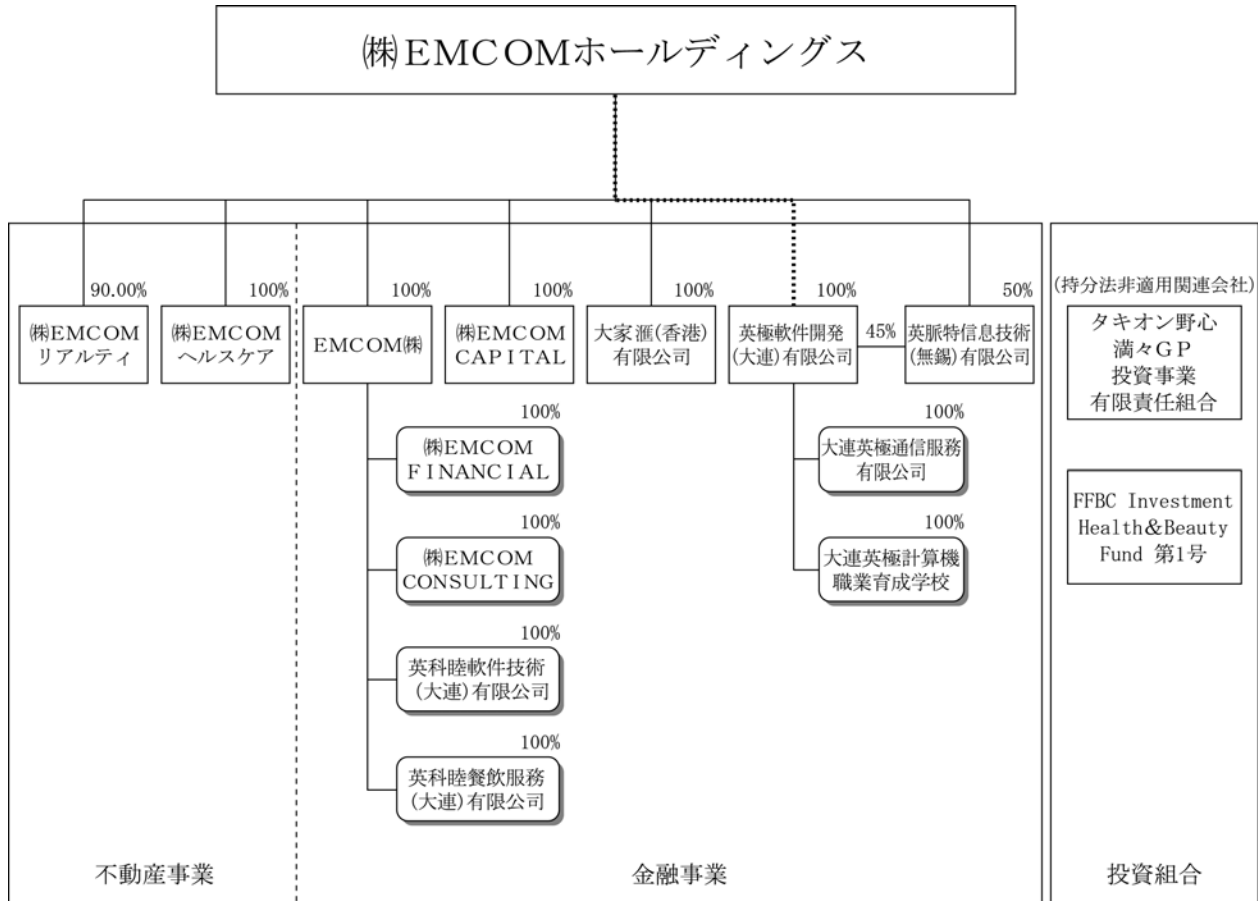 ㈱EMCOMホールディングス
90.00%
㈱EMCOM
リアルティ
100%
㈱EMCOM
ヘルスケア
100%
EMCOM㈱
100%
㈱EMCOM
CAPITAL
100%
大家滙(香港)
有限公司
100%
英極軟件開発
(大連)有限公司
45%
50%
英脈特信息技術
(無錫)有限公司
(持分法非適用関連会社)
タキオン野心
満々GP
投資事業
有限責任組合
100%
㈱EMCOM
FINANCIAL
100%
大連英極通信服務
有限公司
FFBC Investment
Health&Beauty
Fund 第1号
100%
㈱EMCOM
CONSULTING
100%
大連英極計算機
職業育成学校
100%
英科睦軟件技術
(大連)有限公司
100%
英科睦餐飲服務
(大連)有限公司
不動産事業
金融事業
投資組合